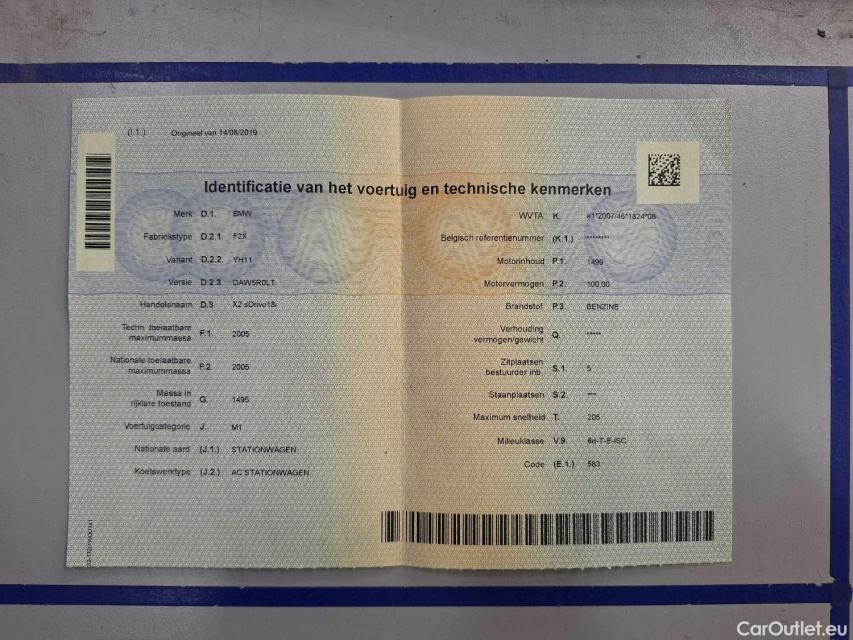 (I.1.) Origineel van 14/08/2019
Identificatie van het voertuig en technische kenmerken
Merk D.1. BMW
Fabriekstype D.2.1. F2X
Variant D.2.2. YH11
Versie D.2.3. DAW5R0LT
Handelsnaam D.3. X2 sDrive18i
Techn. toelaatbare
maximummassa F.1. 2005
Nationale toelaatbare
maximummassa F.2. 2005
Massa in
rijklare toestand G. 1495
Voertuigcategorie J. M1
Nationale aard (J.1.) STATIONWAGEN
Koetswerktype (J.2.) AC STATIONWAGEN
WVTA K. e1*2007/46*1824*06
Belgisch referentienummer (K.1.) ********
Motorinhoud P.1. 1499
Motorvermogen P.2. 100,00
Brandstof P.3. BENZINE
Verhouding
vermogen/gewicht Q. *****
Zitplaatsen
bestuurder inb. S.1. 5
Staanplaatsen S.2. ***
Maximum snelheid T. 205
Milieuklasse V.9. 6d-T-E-ISC
Code (E.1.) 583
CarOutlet.eu